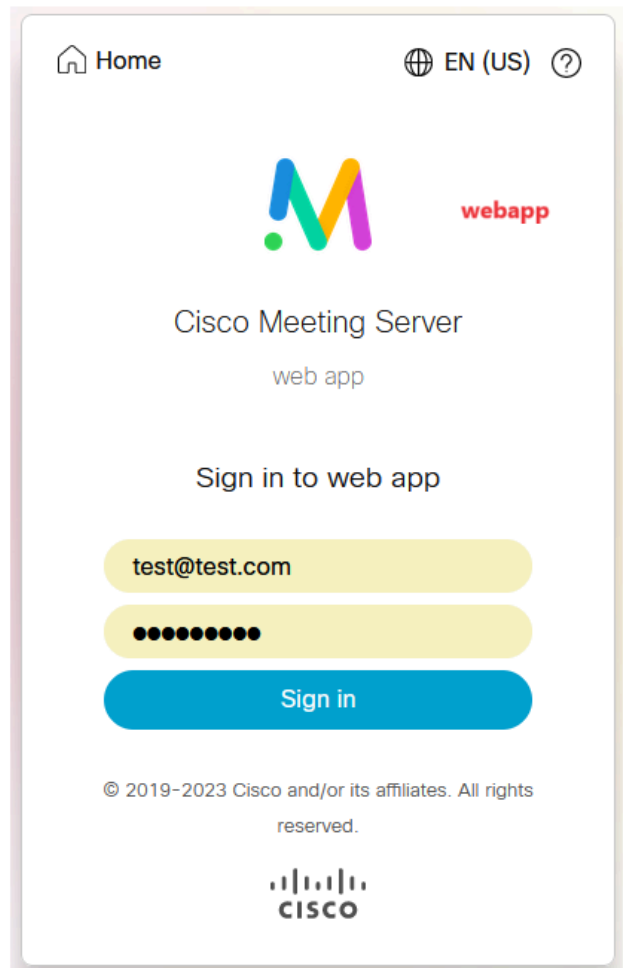 Home
EN (US)
webapp
Cisco Meeting Server
web app
Sign in to web app
test@test.com
●●●●●●●●●
Sign in
© 2019-2023 Cisco and/or its affiliates. All rights
reserved.
CISCO